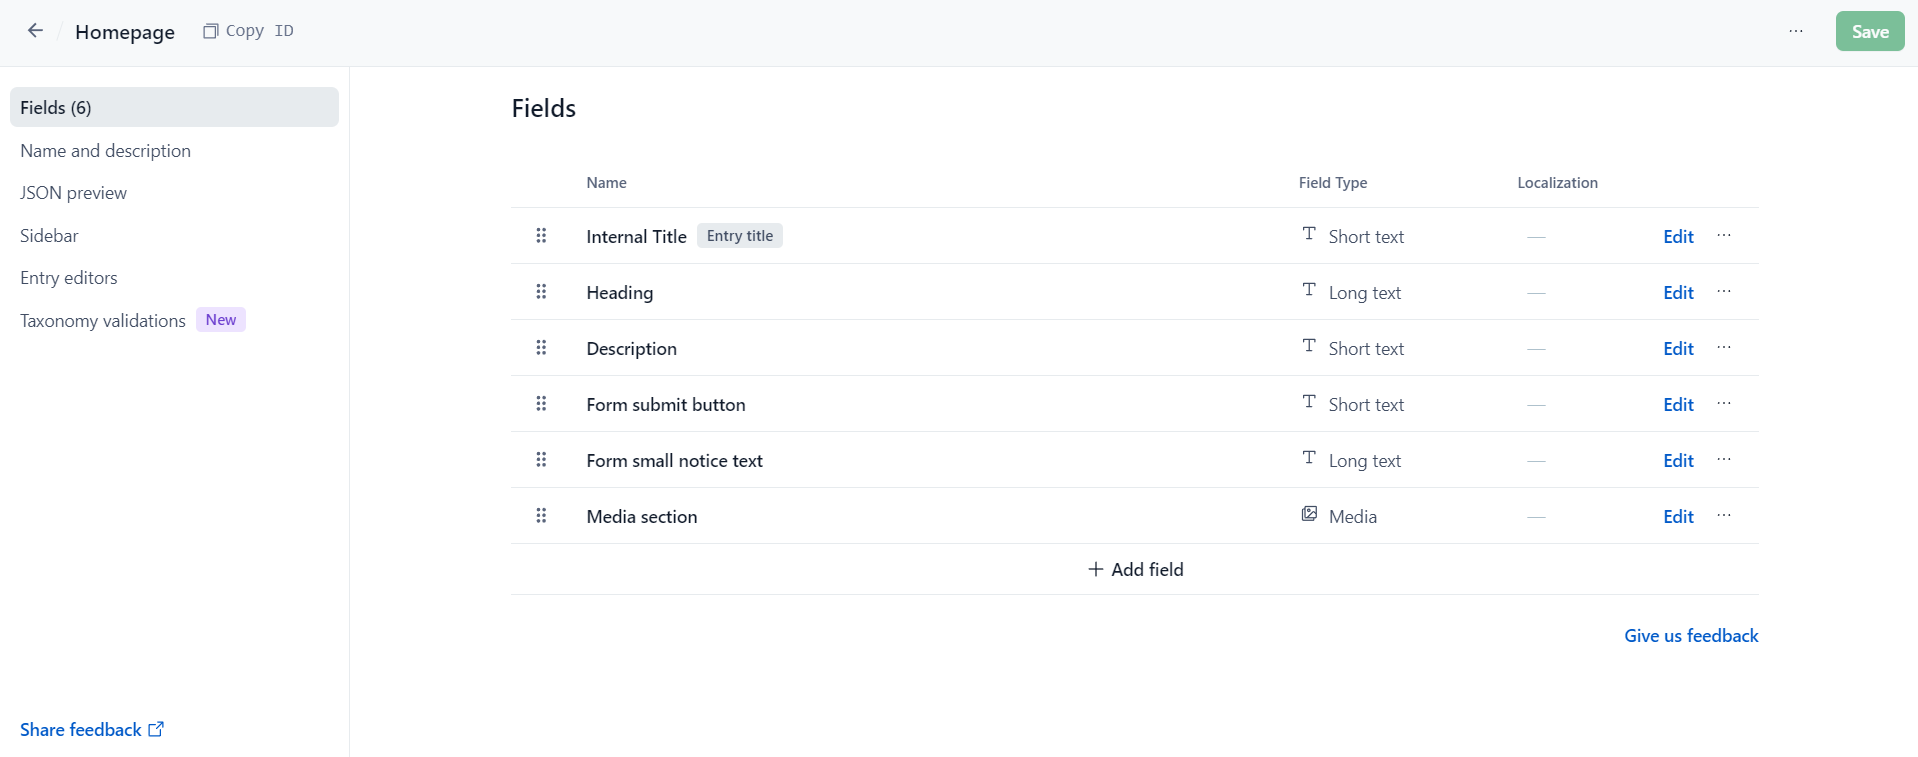 Homepage Copy ID ... Save
Fields (6)
Name and description
JSON preview
Sidebar
Entry editors
Taxonomy validations New
Share feedback
Fields
Name Field Type Localization
Internal Title Entry title Short text — Edit ...
Heading Long text — Edit ...
Description Short text — Edit ...
Form submit button Short text — Edit ...
Form small notice text Long text — Edit ...
Media section Media — Edit ...
+ Add field
Give us feedback